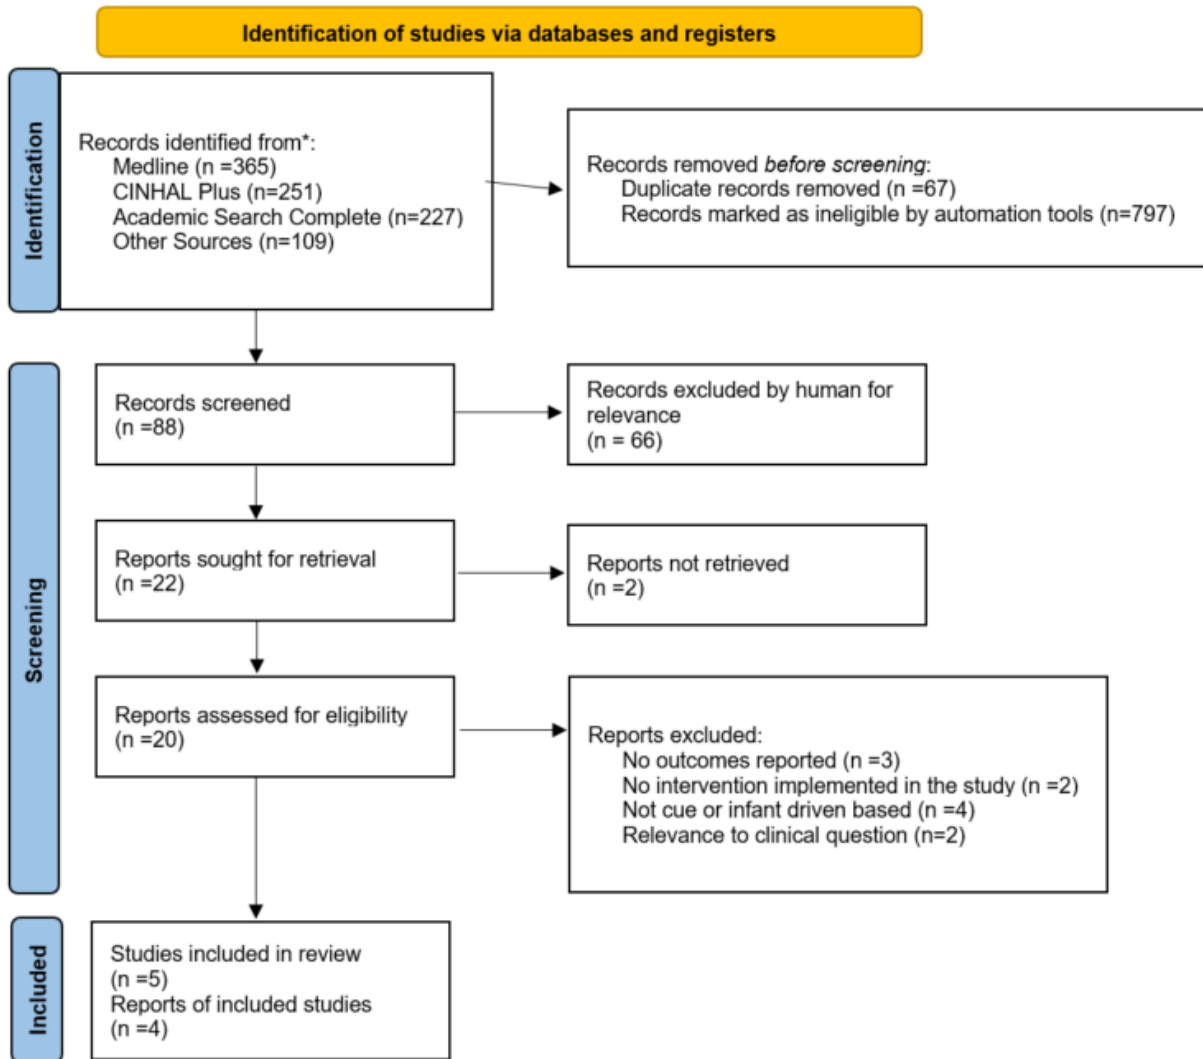 Identification of studies via databases and registers
Identification
Records identified from*:
Medline (n =365)
CINHAL Plus (n=251)
Academic Search Complete (n=227)
Other Sources (n=109)
Records removed before screening:
Duplicate records removed (n =67)
Records marked as ineligible by automation tools (n=797)
Screening
Records screened
(n =88)
Records excluded by human for
relevance
(n = 66)
Reports sought for retrieval
(n =22)
Reports not retrieved
(n =2)
Reports assessed for eligibility
(n =20)
Reports excluded:
No outcomes reported (n =3)
No intervention implemented in the study (n =2)
Not cue or infant driven based (n =4)
Relevance to clinical question (n=2)
Included
Studies included in review
(n =5)
Reports of included studies
(n =4)